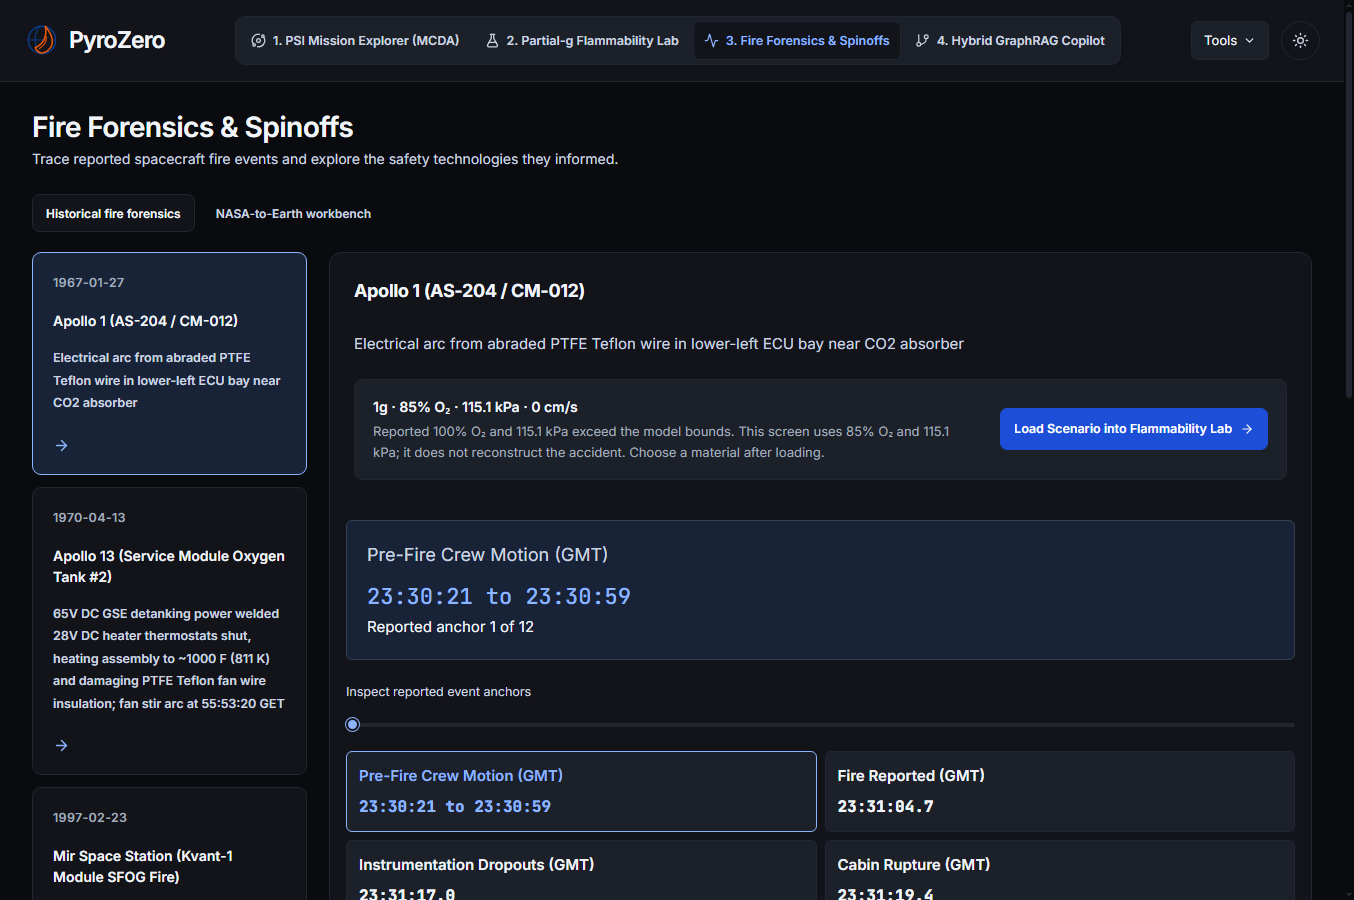 PyroZero
1. PSI Mission Explorer (MCDA)
2. Partial-g Flammability Lab
3. Fire Forensics & Spinoffs
4. Hybrid GraphRAG Copilot
Tools
Fire Forensics & Spinoffs
Trace reported spacecraft fire events and explore the safety technologies they informed.
Historical fire forensics
NASA-to-Earth workbench
1967-01-27
Apollo 1 (AS-204 / CM-012)
Electrical arc from abraded PTFE
Teflon wire in lower-left ECU bay near
CO2 absorber
1970-04-13
Apollo 13 (Service Module Oxygen
Tank #2)
65V DC GSE detanking power welded
28V DC heater thermostats shut,
heating assembly to ~1000 F (811 K)
and damaging PTFE Teflon fan wire
insulation; fan stir arc at 55:53:20 GET
1997-02-23
Mir Space Station (Kvant-1
Module SFOG Fire)
Apollo 1 (AS-204 / CM-012)
Electrical arc from abraded PTFE Teflon wire in lower-left ECU bay near CO2 absorber
1g · 85% O₂ · 115.1 kPa · 0 cm/s
Reported 100% O₂ and 115.1 kPa exceed the model bounds. This screen uses 85% O₂ and 115.1
kPa; it does not reconstruct the accident. Choose a material after loading.
Load Scenario into Flammability Lab
Pre-Fire Crew Motion (GMT)
23:30:21 to 23:30:59
Reported anchor 1 of 12
Inspect reported event anchors
Pre-Fire Crew Motion (GMT)
23:30:21 to 23:30:59
Fire Reported (GMT)
23:31:04.7
Instrumentation Dropouts (GMT)
23:31:17.0
Cabin Rupture (GMT)
23:31:19.4